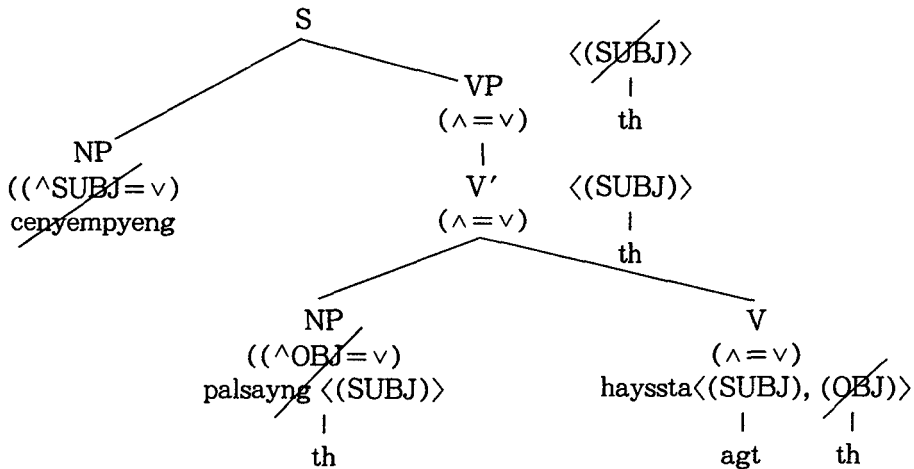 S
VP ⟨(SUBJ)⟩
(∧=∨) th
NP
((^SUBJ=∨) V′ ⟨(SUBJ)⟩
cenyempyeng (∧=∨) th
NP V
((^OBJ=∨) (∧=∨)
palsayng ⟨(SUBJ)⟩ hayssta⟨(SUBJ), (OBJ)⟩
th agt th